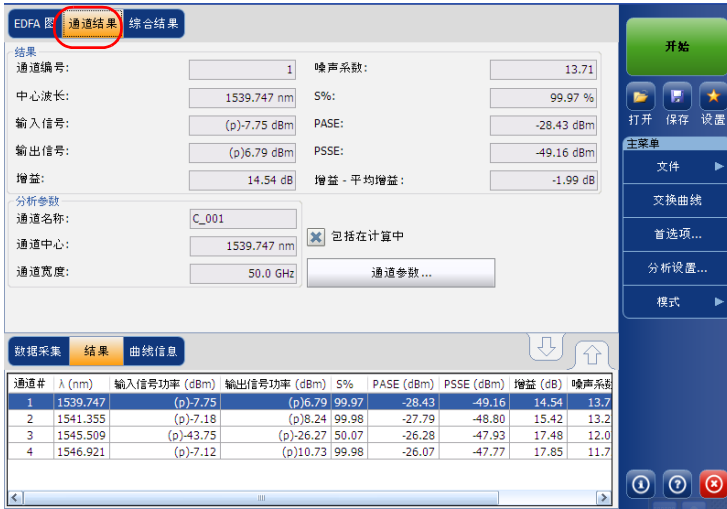 EDFA 图 通道结果 综合结果
结果
通道编号: 1 噪声系数: 13.71
中心波长: 1539.747 nm S%: 99.97 %
输入信号: (p)-7.75 dBm PASE: -28.43 dBm
输出信号: (p)6.79 dBm PSSE: -49.16 dBm
增益: 14.54 dB 增益 - 平均增益: -1.99 dB
分析参数
通道名称: C_001
通道中心: 1539.747 nm 包括在计算中
通道宽度: 50.0 GHz 通道参数...
数据采集 结果 曲线信息
通道# λ (nm) 输入信号功率 (dBm) 输出信号功率 (dBm) S% PASE (dBm) PSSE (dBm) 增益 (dB) 噪声系数
1 1539.747 (p)-7.75 (p)6.79 99.97 -28.43 -49.16 14.54 13.7
2 1541.355 (p)-7.18 (p)8.24 99.98 -27.79 -48.80 15.42 13.2
3 1545.509 (p)-43.75 (p)-26.27 50.07 -26.28 -47.93 17.48 12.0
4 1546.921 (p)-7.12 (p)10.73 99.98 -26.07 -47.77 17.85 11.7
开始
打开 保存 设置
主菜单
文件
交换曲线
首选项...
分析设置...
模式